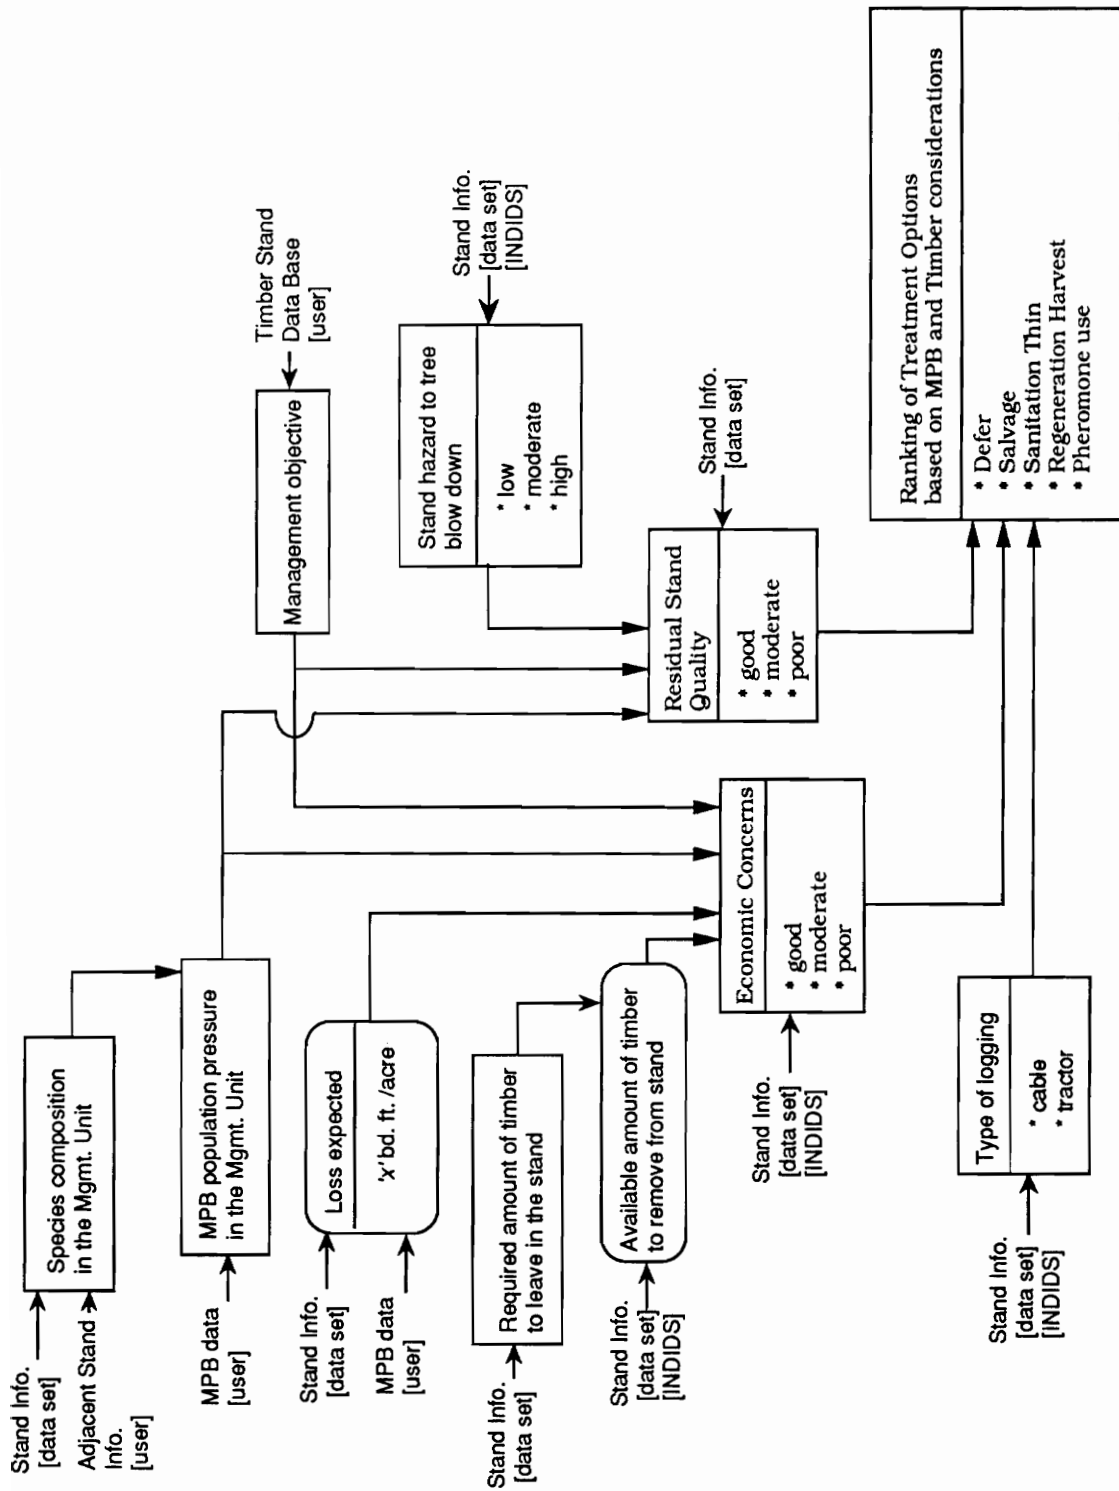 Stand Info.
[data set]
Adjacent Stand
Info.
[user]
Species composition
in the Mgmt. Unit
MPB data
[user]
MPB population pressure
in the Mgmt. Unit
Stand Info.
[data set]
MPB data
[user]
Loss expected
'x' bd. ft. /acre
Stand Info.
[data set]
Required amount of timber
to leave in the stand
Stand Info.
[data set]
[INDIDS]
Available amount of timber
to remove from stand
Timber Stand
Data Base
[user]
Management objective
Stand Info.
[data set]
[INDIDS]
Stand hazard to tree
blow down
* low
* moderate
* high
Stand Info.
[data set]
Residual Stand
Quality
* good
* moderate
* poor
Stand Info.
[data set]
[INDIDS]
Economic Concerns
* good
* moderate
* poor
Stand Info.
[data set]
[INDIDS]
Type of logging
* cable
* tractor
Ranking of Treatment Options
based on MPB and Timber considerations
* Defer
* Salvage
* Sanitation Thin
* Regeneration Harvest
* Pheromone use